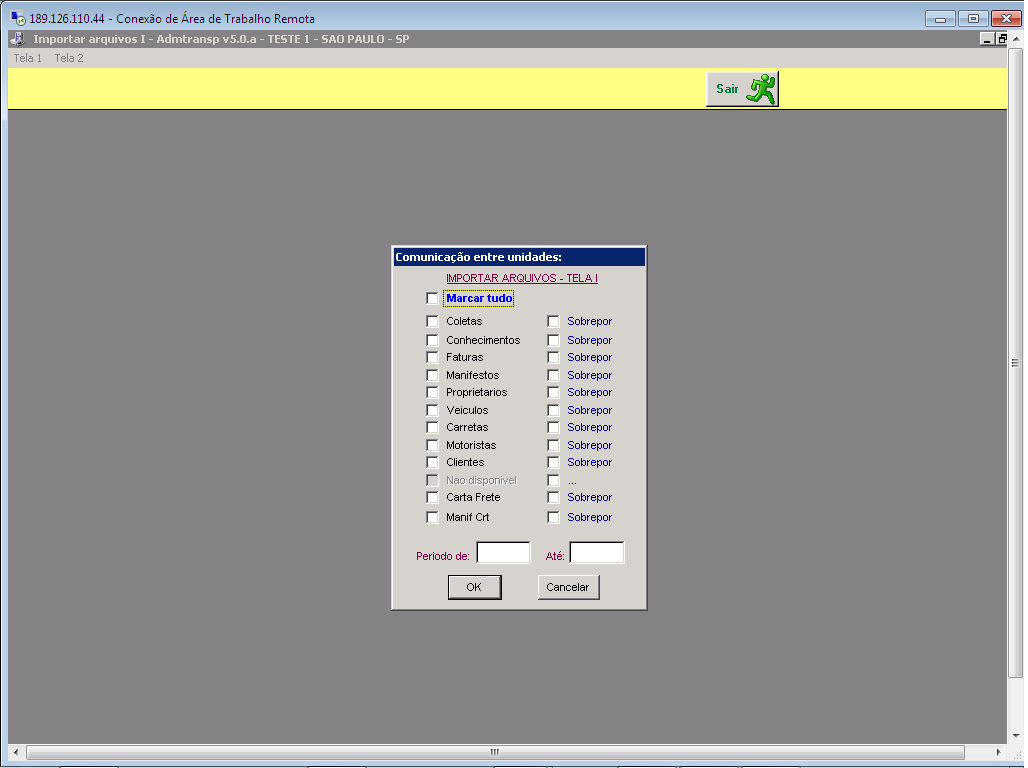 189.126.110.44 - Conexão de Área de Trabalho Remota
Importar arquivos I - Admtransp v5.0.a - TESTE 1 - SAO PAULO - SP
Tela 1 Tela 2
Sair
Comunicação entre unidades:
IMPORTAR ARQUIVOS - TELA I
Marcar tudo
Coletas Sobrepor
Conhecimentos Sobrepor
Faturas Sobrepor
Manifestos Sobrepor
Proprietarios Sobrepor
Veiculos Sobrepor
Carretas Sobrepor
Motoristas Sobrepor
Clientes Sobrepor
Nao disponivel ...
Carta Frete Sobrepor
Manif Crt Sobrepor
Periodo de: Até:
OK Cancelar